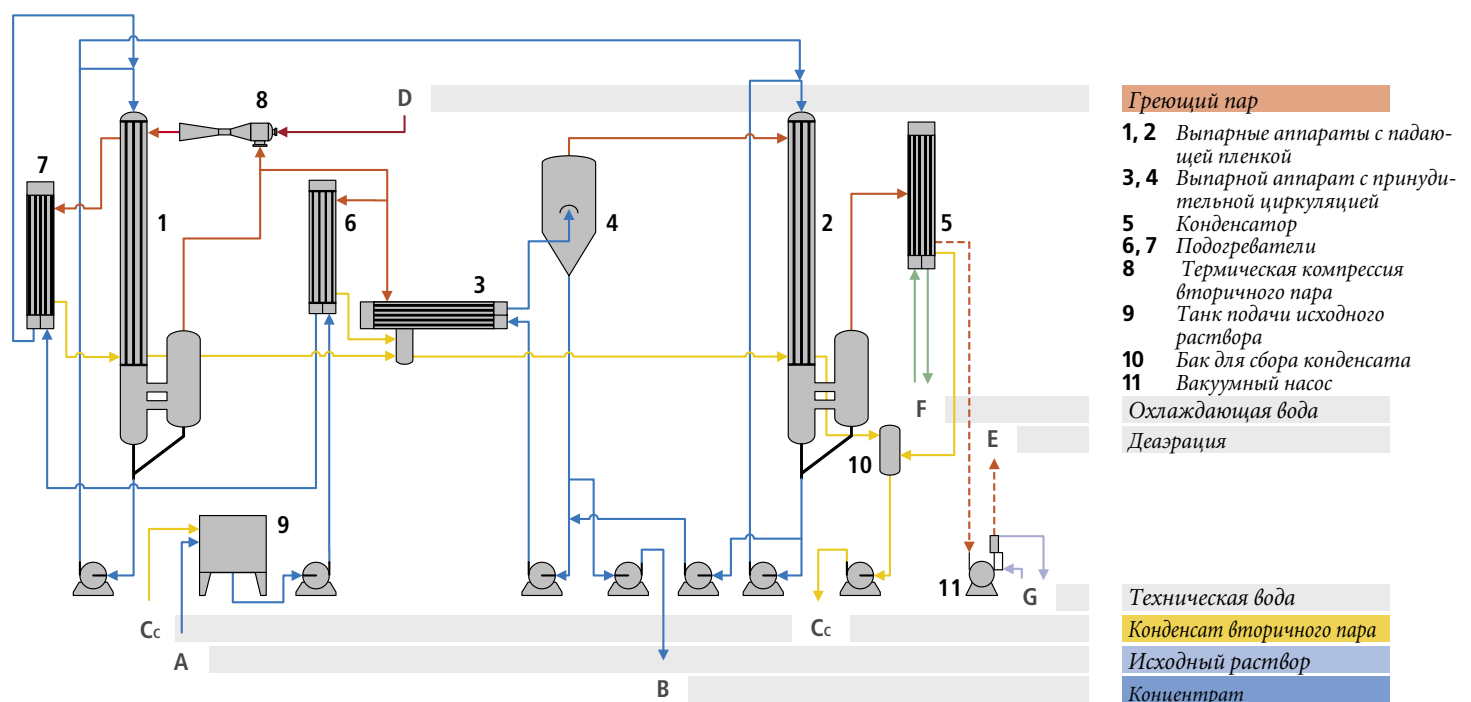 8
D
7
1
6
4
2
5
3
F
E
10
9
11
G
Cc
Cc
A
B
Греющий пар
1, 2 Выпарные аппараты с падаю-
щей пленкой
3, 4 Выпарной аппарат с принуди-
тельной циркуляцией
5 Конденсатор
6, 7 Подогреватели
8 Термическая компрессия
вторичного пара
9 Танк подачи исходного
раствора
10 Бак для сбора конденсата
11 Вакуумный насос
Охлаждающая вода
Деаэрация
Техническая вода
Конденсат вторичного пара
Исходный раствор
Концентрат